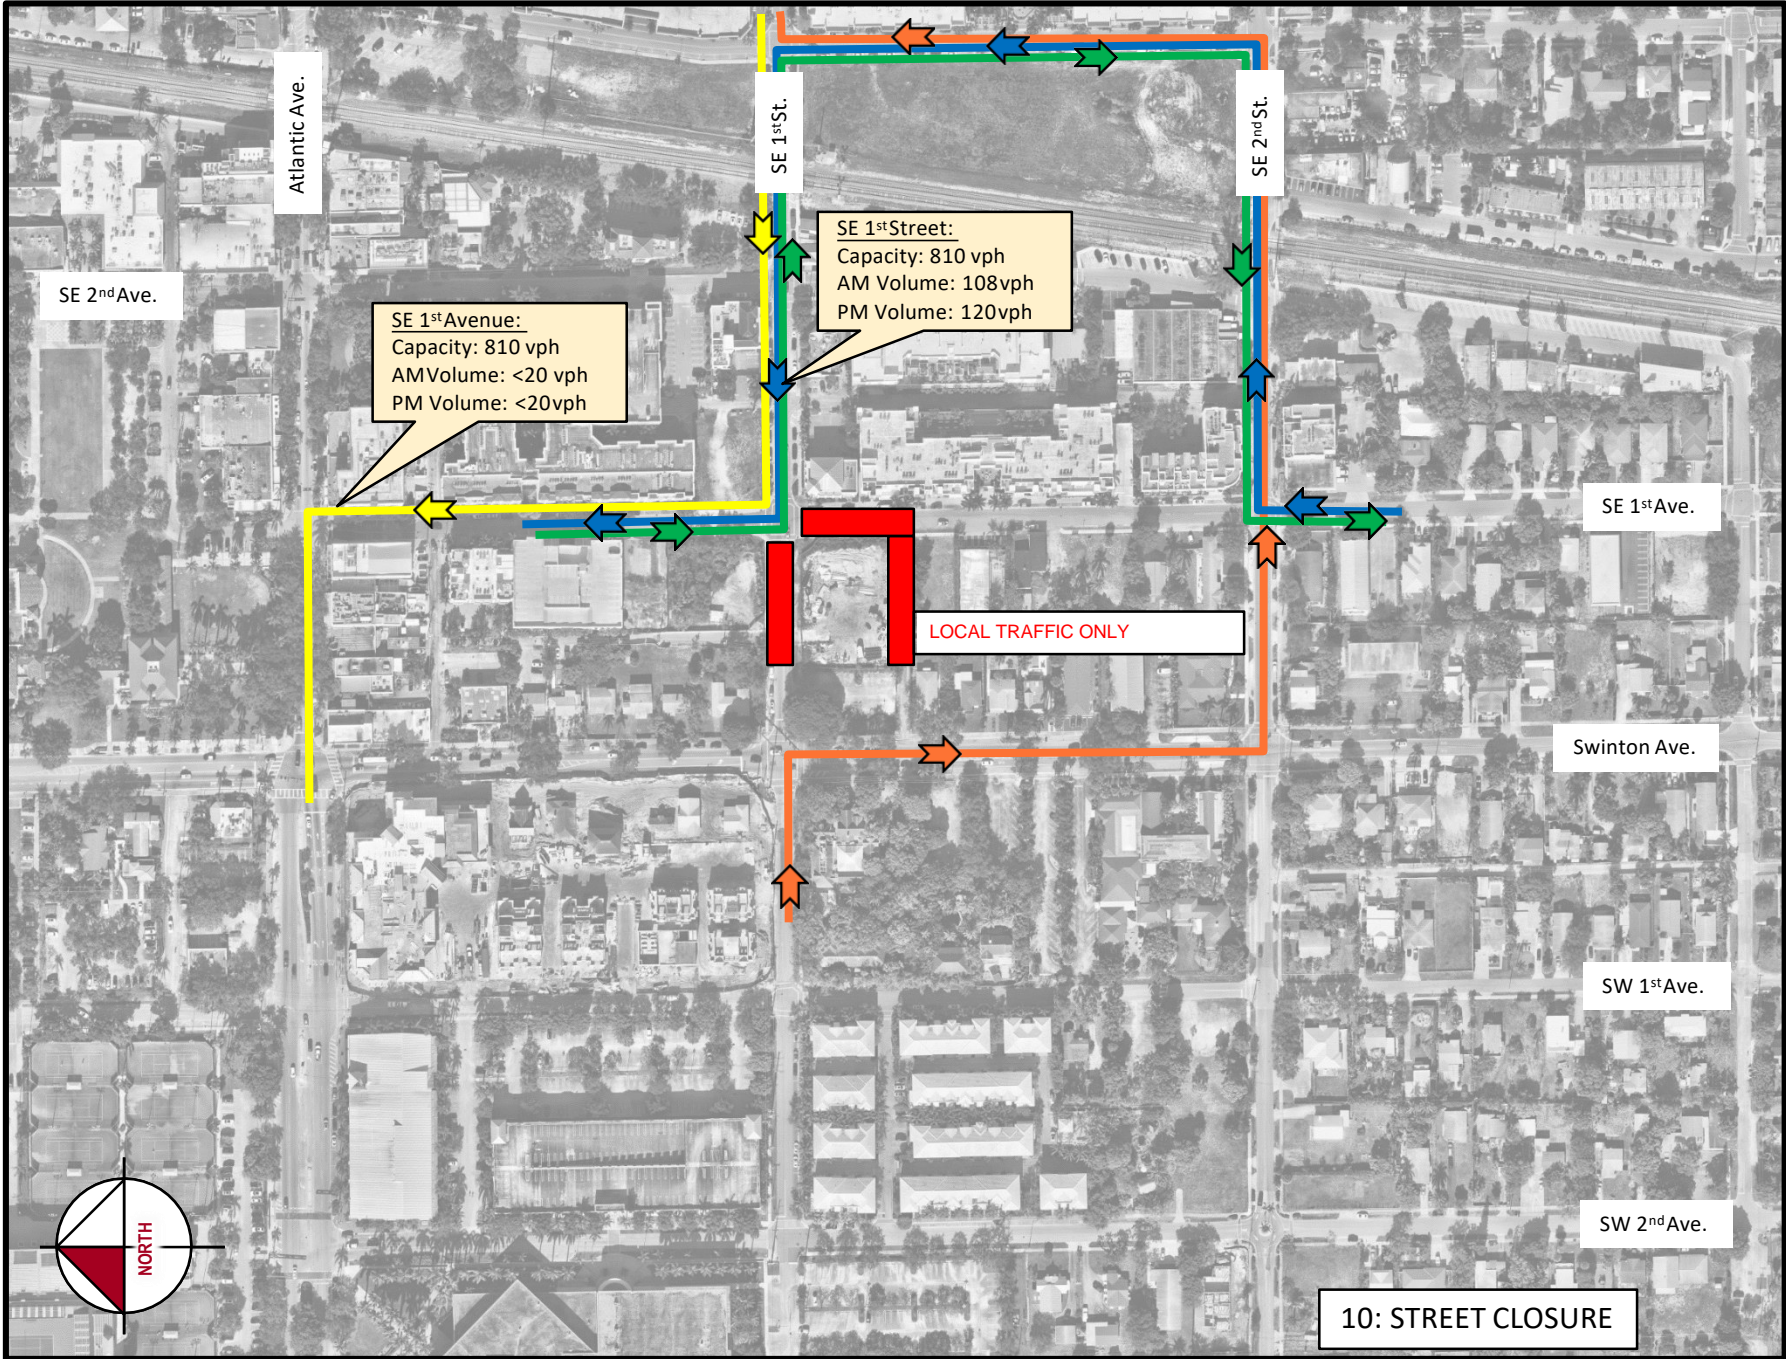 Atlantic Ave.
SE 1st St.
SE 2nd St.
SE 2nd Ave.
SE 1st Street:
Capacity: 810 vph
AM Volume: 108vph
PM Volume: 120vph
SE 1st Avenue:
Capacity: 810 vph
AM Volume: <20 vph
PM Volume: <20vph
SE 1st Ave.
LOCAL TRAFFIC ONLY
Swinton Ave.
SW 1st Ave.
SW 2nd Ave.
NORTH
10: STREET CLOSURE